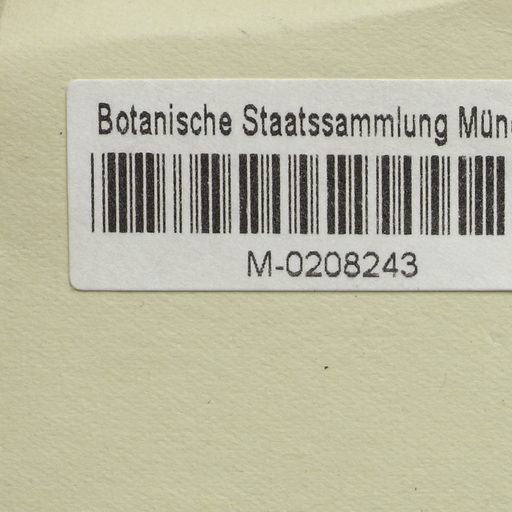 Botanische Staatssammlung Mün
M-0208243